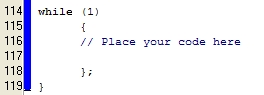 114 while (1)
115 {
116 // Place your code here
117
118 };
119 }